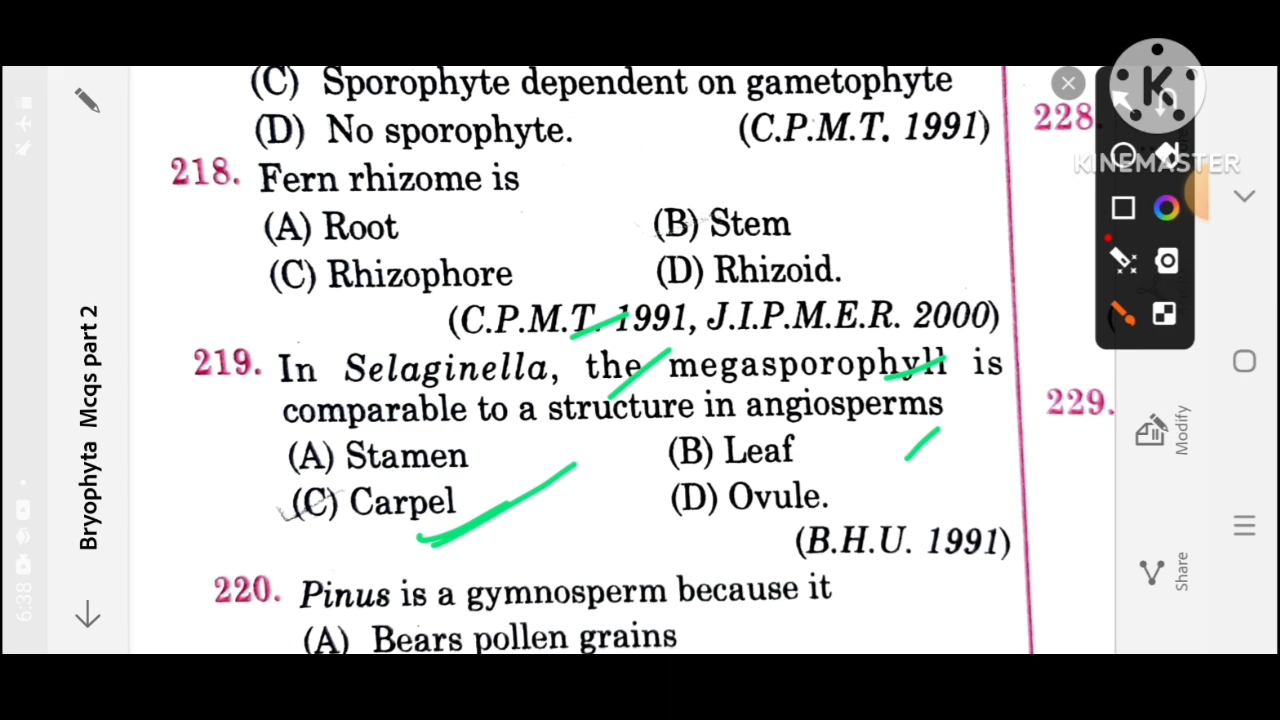 (C) Sporophyte dependent on gametophyte
(D) No sporophyte.
(C.P.M.T. 1991)
218. Fern rhizome is
(A) Root
(B) Stem
(C) Rhizophore
(D) Rhizoid.
(C.P.M.T. 1991, J.I.P.M.E.R. 2000)
219. In Selaginella, the megasporophyll is
comparable to a structure in angiosperms
(A) Stamen
(B) Leaf
(C) Carpel
(D) Ovule.
(B.H.U. 1991)
220. Pinus is a gymnosperm because it
(A) Bears pollen grains
228.
229.
Bryophyta Mcqs part 2
6:38
K
KINEMASTER
Modify
Share